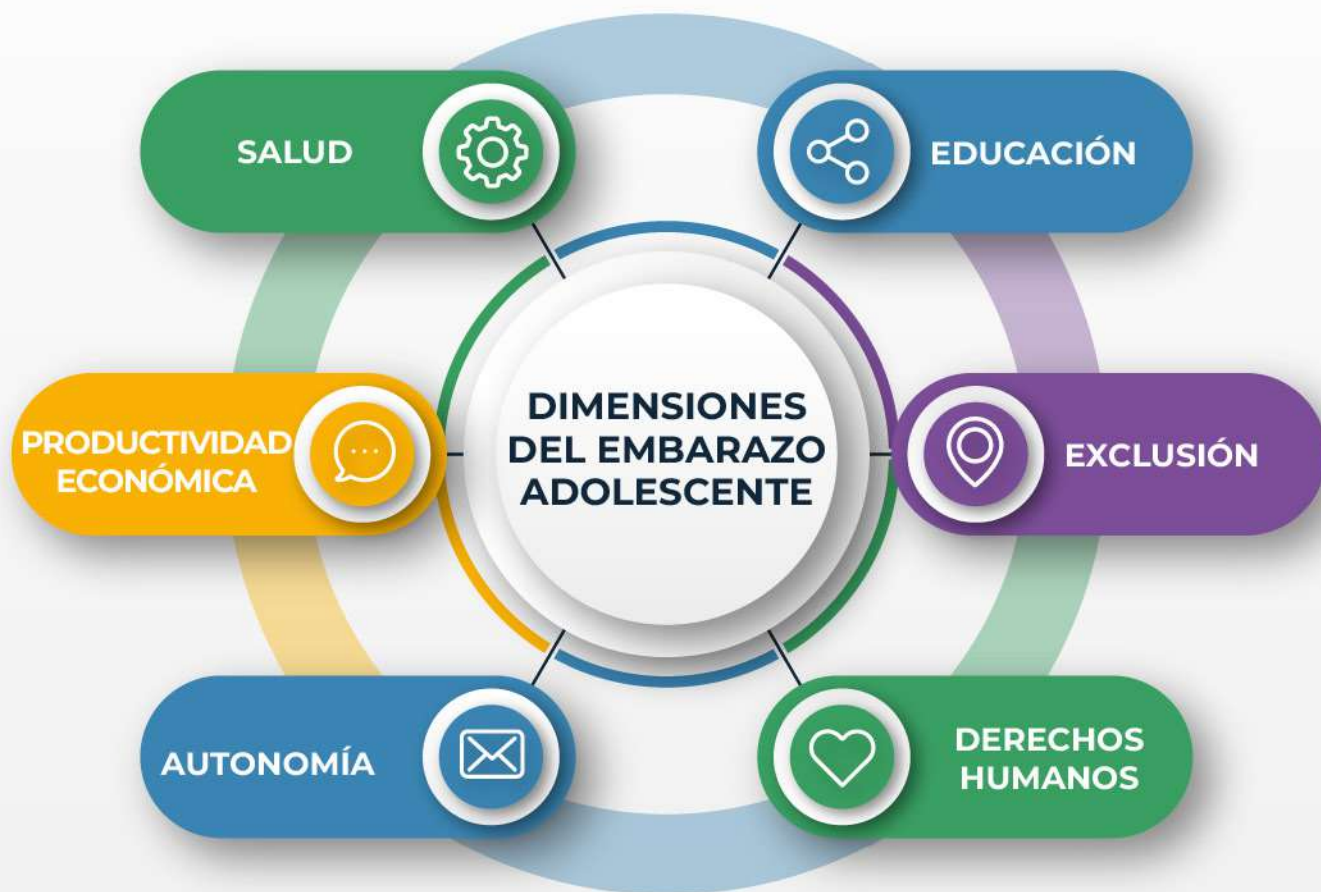 SALUD
EDUCACIÓN
DIMENSIONES
DEL EMBARAZO
ADOLESCENTE
PRODUCTIVIDAD
ECONÓMICA
EXCLUSIÓN
AUTONOMÍA
DERECHOS
HUMANOS